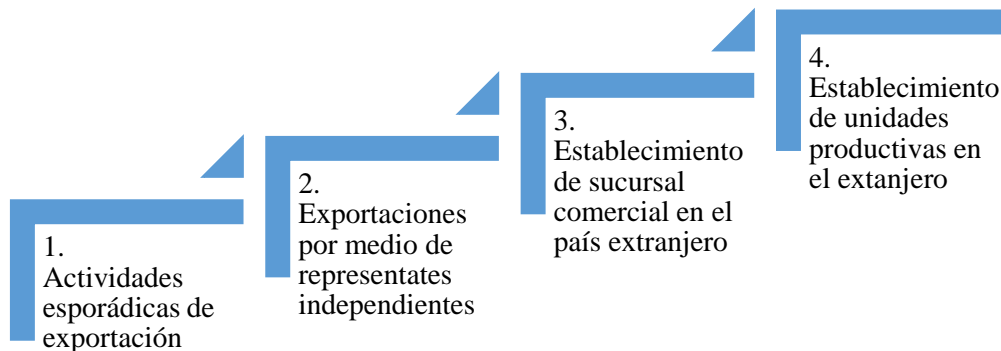 1.
Actividades
esporádicas de
exportación
2.
Exportaciones
por medio de
representates
independientes
3.
Establecimiento
de sucursal
comercial en el
país extranjero
4.
Establecimiento
de unidades
productivas en
el extanjero